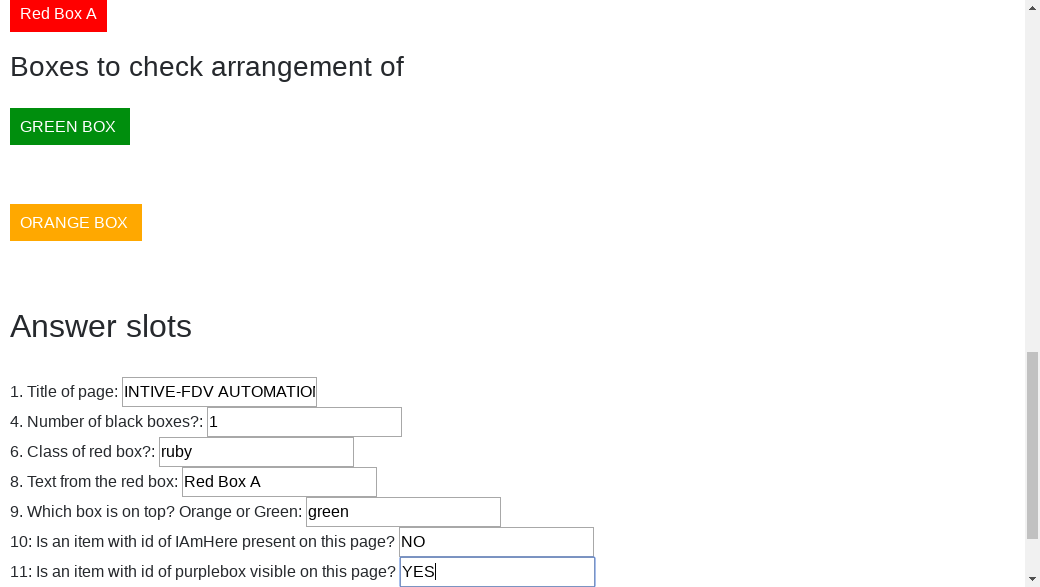 Red Box A
Boxes to check arrangement of
GREEN BOX
ORANGE BOX
Answer slots
1. Title of page: INTIVE-FDV AUTOMATION
4. Number of black boxes?: 1
6. Class of red box?: ruby
8. Text from the red box: Red Box A
9. Which box is on top? Orange or Green: green
10: Is an item with id of IAmHere present on this page? NO
11: Is an item with id of purplebox visible on this page? YES